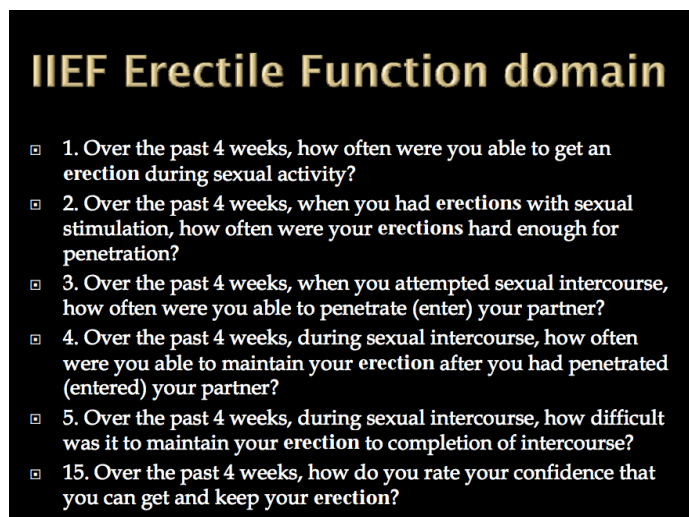 IIEF Erectile Function domain
1. Over the past 4 weeks, how often were you able to get an
erection during sexual activity?
2. Over the past 4 weeks, when you had erections with sexual
stimulation, how often were your erections hard enough for
penetration?
3. Over the past 4 weeks, when you attempted sexual intercourse,
how often were you able to penetrate (enter) your partner?
4. Over the past 4 weeks, during sexual intercourse, how often
were you able to maintain your erection after you had penetrated
(entered) your partner?
5. Over the past 4 weeks, during sexual intercourse, how difficult
was it to maintain your erection to completion of intercourse?
15. Over the past 4 weeks, how do you rate your confidence that
you can get and keep your erection?